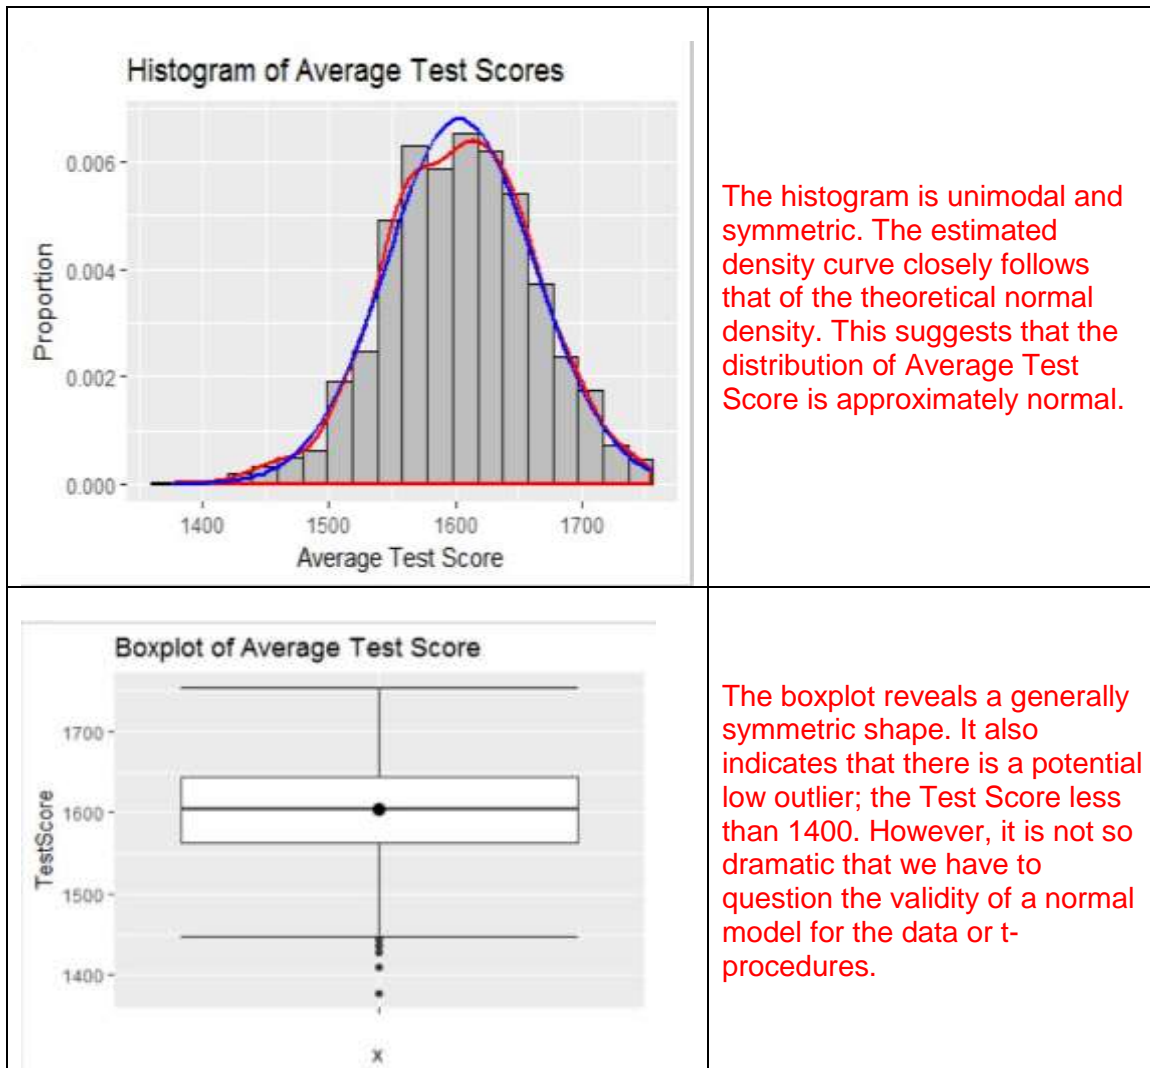 Histogram of Average Test Scores
0.006
0.004
0.002
0.000
Proportion
1400 1500 1600 1700
Average Test Score
The histogram is unimodal and
symmetric. The estimated
density curve closely follows
that of the theoretical normal
density. This suggests that the
distribution of Average Test
Score is approximately normal.
Boxplot of Average Test Score
1700
1600
1500
1400
TestScore
x
The boxplot reveals a generally
symmetric shape. It also
indicates that there is a potential
low outlier; the Test Score less
than 1400. However, it is not so
dramatic that we have to
question the validity of a normal
model for the data or t-
procedures.